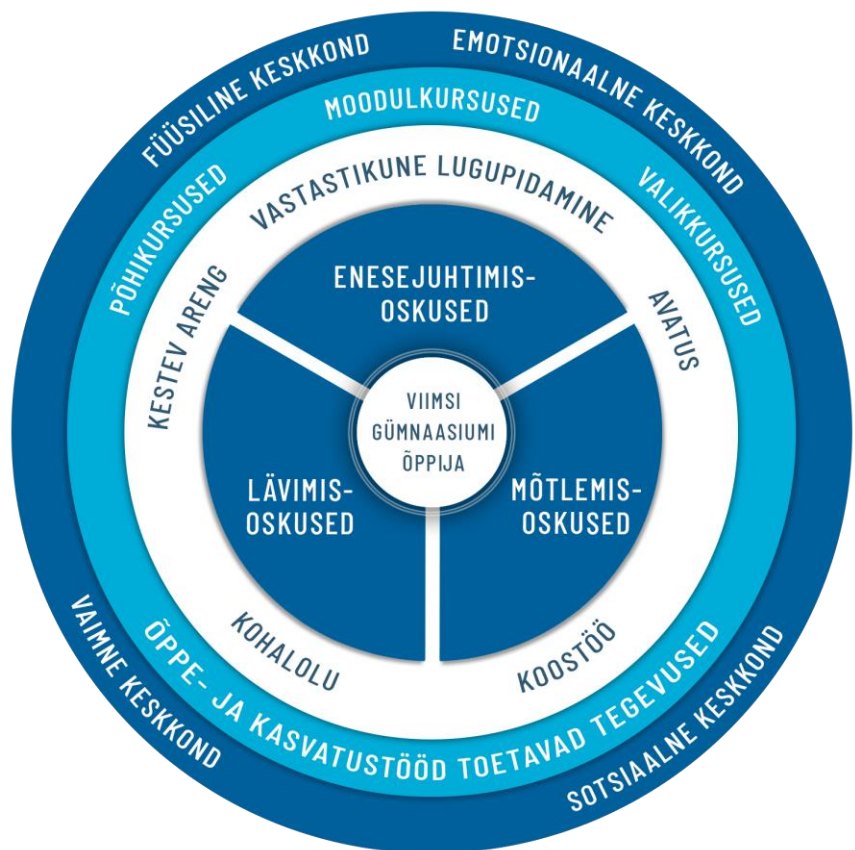 FÜÜSILINE KESKKOND
EMOTSIONAALNE KESKKOND
MOODULKURSUSED
PÕHIKURSUSED
VALIKKURSUSED
VASTASTIKUNE LUGUPIDAMINE
KESTEV ARENG
AVATUS
ENESEJUHTIMIS-
OSKUSED
VIIMSI
GÜMNAASIUMI
ÕPPIJA
LÄVIMIS-
OSKUSED
MÕTLEMIS-
OSKUSED
KOHALOLU
KOOSTÖÖ
ÕPPE- JA KASVATUSTÖÖD TOETAVAD TEGEVUSED
VAIMNE KESKKOND
SOTSIAALNE KESKKOND